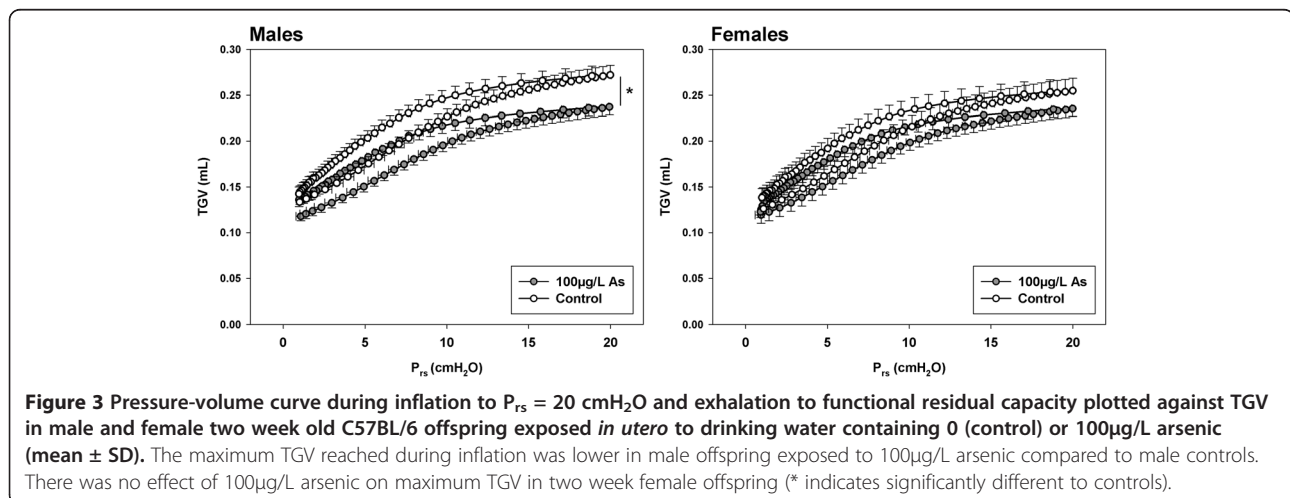 Males
Females
0.30
0.25
0.20
0.15
0.10
0.05
0.00
TGV (mL)
*
100µg/L As
Control
0 5 10 15 20
P_rs (cmH2O)
0.30
0.25
0.20
0.15
0.10
0.05
0.00
TGV (mL)
100µg/L As
Control
0 5 10 15 20
P_rs (cmH2O)
Figure 3 Pressure-volume curve during inflation to P_rs = 20 cmH₂O and exhalation to functional residual capacity plotted against TGV
in male and female two week old C57BL/6 offspring exposed in utero to drinking water containing 0 (control) or 100µg/L arsenic
(mean ± SD). The maximum TGV reached during inflation was lower in male offspring exposed to 100µg/L arsenic compared to male controls.
There was no effect of 100µg/L arsenic on maximum TGV in two week female offspring (* indicates significantly different to controls).